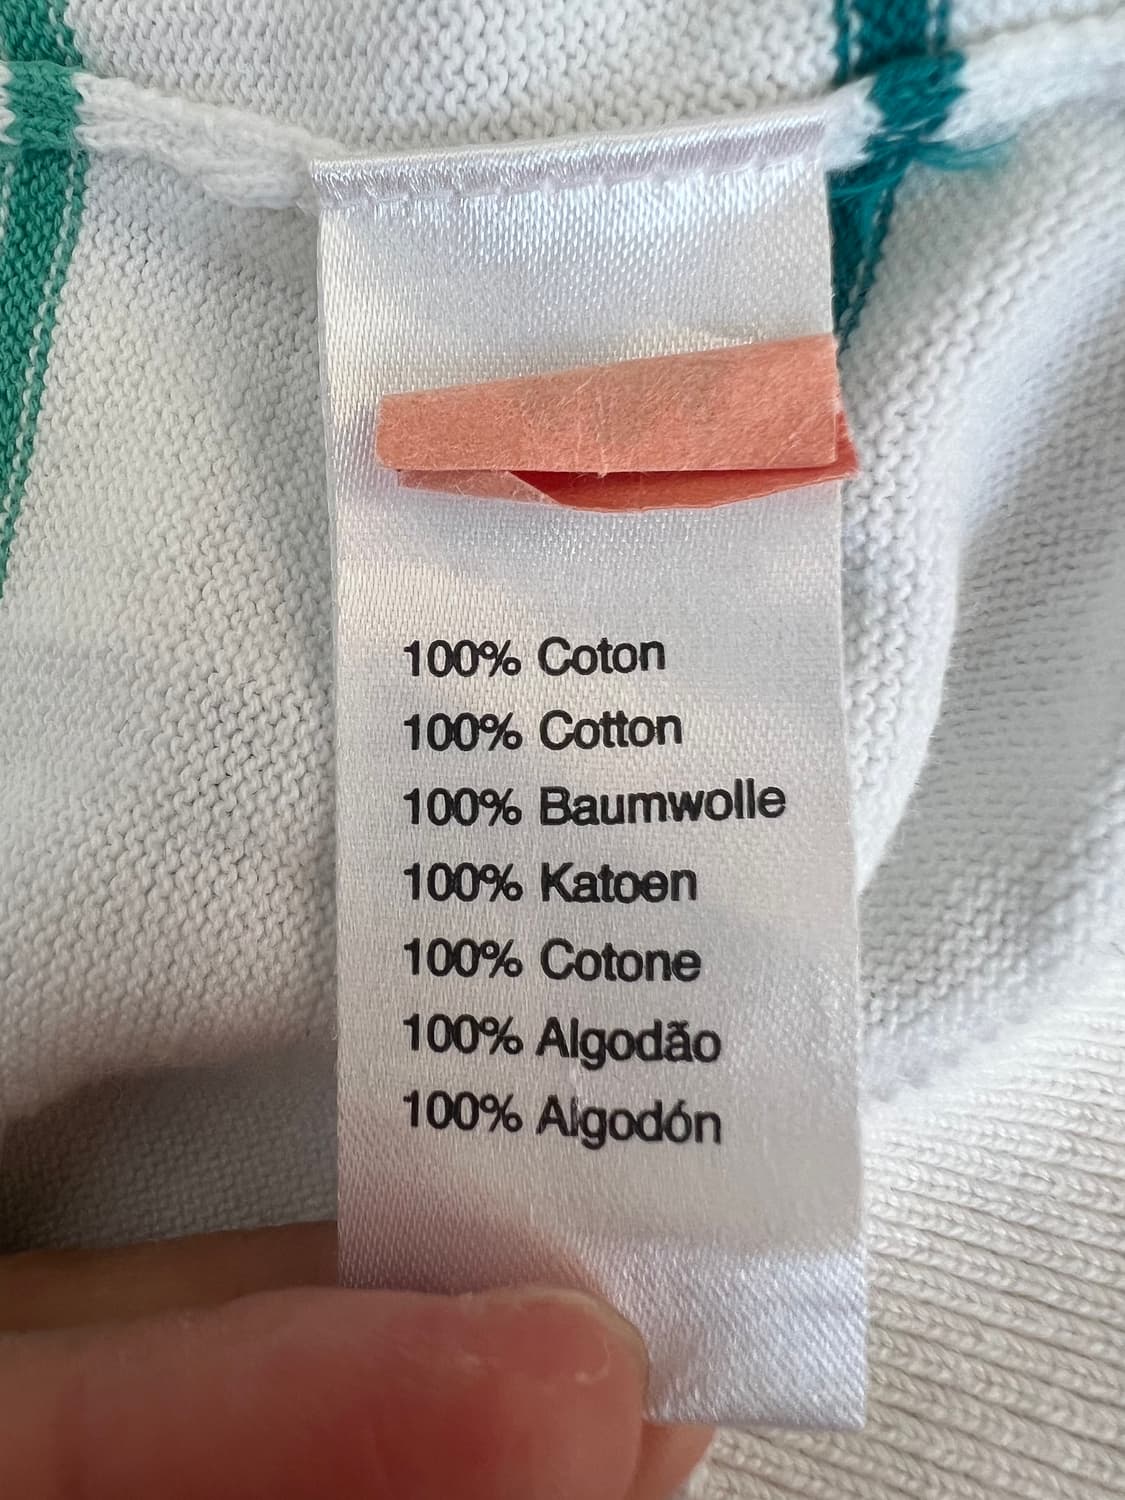 100% Coton
100% Cotton
100% Baumwolle
100% Katoen
100% Cotone
100% Algodão
100% Algodón